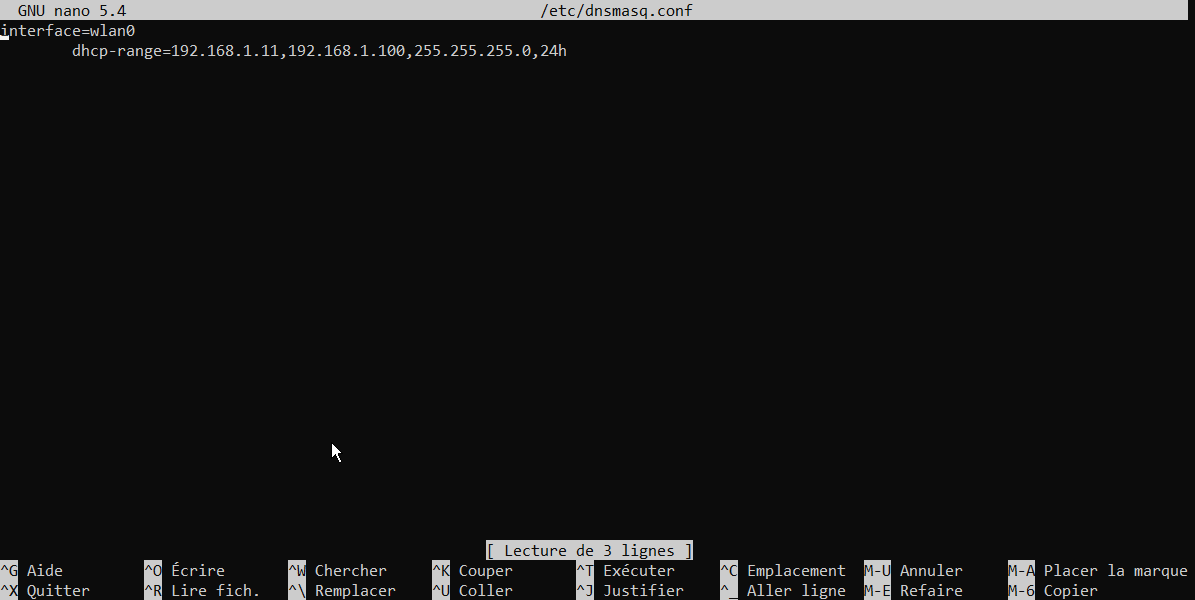 GNU nano 5.4 /etc/dnsmasq.conf
interface=wlan0
dhcp-range=192.168.1.11,192.168.1.100,255.255.255.0,24h
[ Lecture de 3 lignes ]
^G Aide ^O Écrire ^W Chercher ^K Couper ^T Exécuter ^C Emplacement M-U Annuler M-A Placer la marque
^X Quitter ^R Lire fich. ^\ Remplacer ^U Coller ^J Justifier ^_ Aller ligne M-E Refaire M-6 Copier